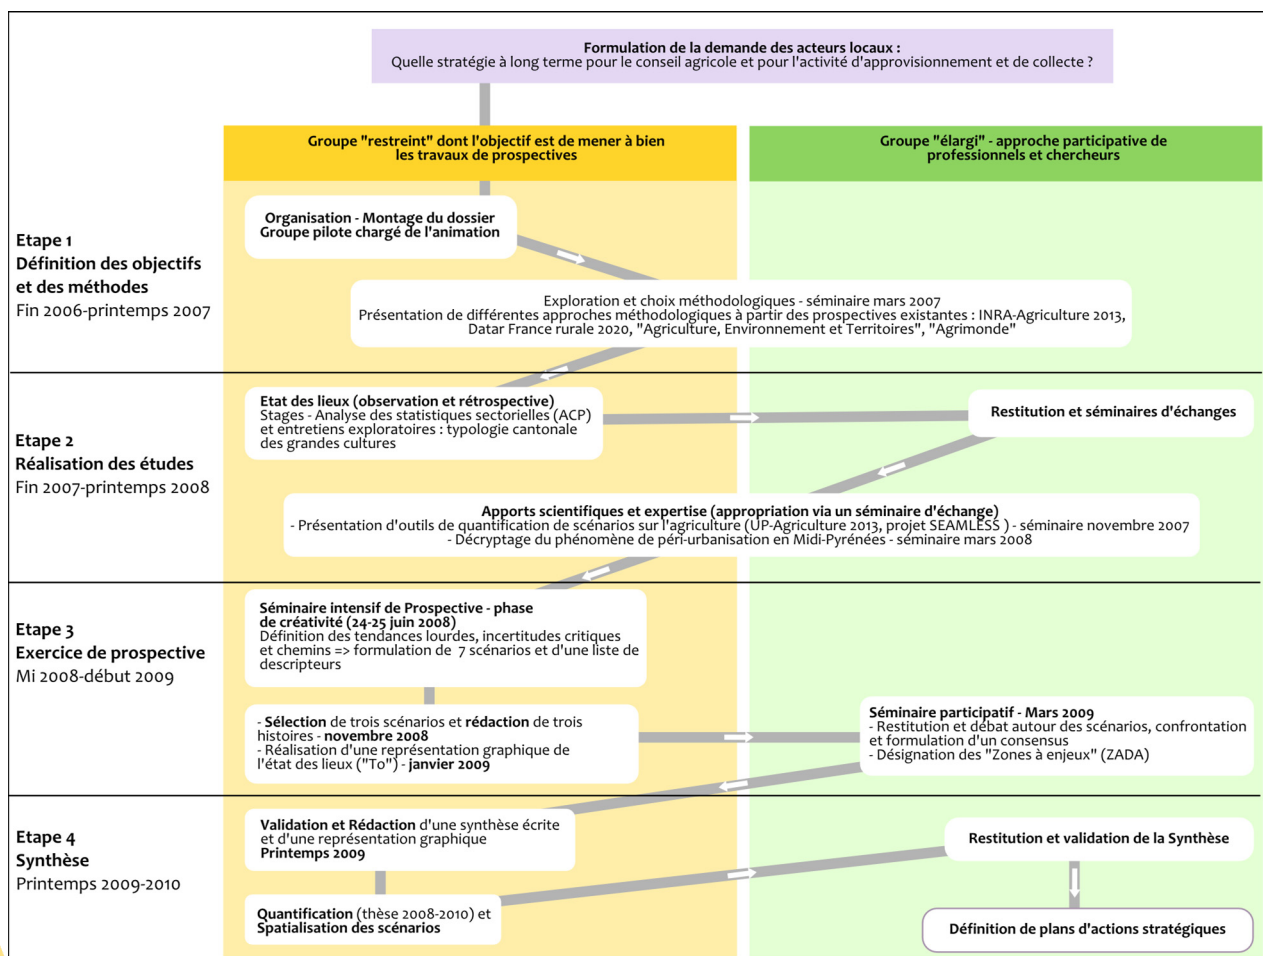 Formulation de la demande des acteurs locaux :
Quelle stratégie à long terme pour le conseil agricole et pour l'activité d'approvisionnement et de collecte ?
Groupe "restreint" dont l'objectif est de mener à bien
les travaux de prospectives
Groupe "élargi" - approche participative de
professionnels et chercheurs
Etape 1
Définition des objectifs
et des méthodes
Fin 2006-printemps 2007
Organisation - Montage du dossier
Groupe pilote chargé de l'animation
Exploration et choix méthodologiques - séminaire mars 2007
Présentation de différentes approches méthodologiques à partir des prospectives existantes : INRA-Agriculture 2013,
Datar France rurale 2020, "Agriculture, Environnement et Territoires", "Agrimonde"
Etape 2
Réalisation des études
Fin 2007-printemps 2008
Etat des lieux (observation et rétrospective)
Stages - Analyse des statistiques sectorielles (ACP)
et entretiens exploratoires : typologie cantonale
des grandes cultures
Restitution et séminaires d'échanges
Apports scientifiques et expertise (appropriation via un séminaire d'échange)
- Présentation d'outils de quantification de scénarios sur l'agriculture (UP-Agriculture 2013, projet SEAMLESS ) - séminaire novembre 2007
- Décryptage du phénomène de péri-urbanisation en Midi-Pyrénées - séminaire mars 2008
Etape 3
Exercice de prospective
Mi 2008-début 2009
Séminaire intensif de Prospective - phase
de créativité (24-25 juin 2008)
Définition des tendances lourdes, incertitudes critiques
et chemins => formulation de 7 scénarios et d'une liste de
descripteurs
- Sélection de trois scénarios et rédaction de trois
histoires - novembre 2008
- Réalisation d'une représentation graphique de
l'état des lieux ("To") - janvier 2009
Séminaire participatif - Mars 2009
- Restitution et débat autour des scénarios, confrontation
et formulation d'un consensus
- Désignation des "Zones à enjeux" (ZADA)
Etape 4
Synthèse
Printemps 2009-2010
Validation et Rédaction d'une synthèse écrite
et d'une représentation graphique
Printemps 2009
Restitution et validation de la Synthèse
Quantification (thèse 2008-2010) et
Spatialisation des scénarios
Définition de plans d'actions stratégiques